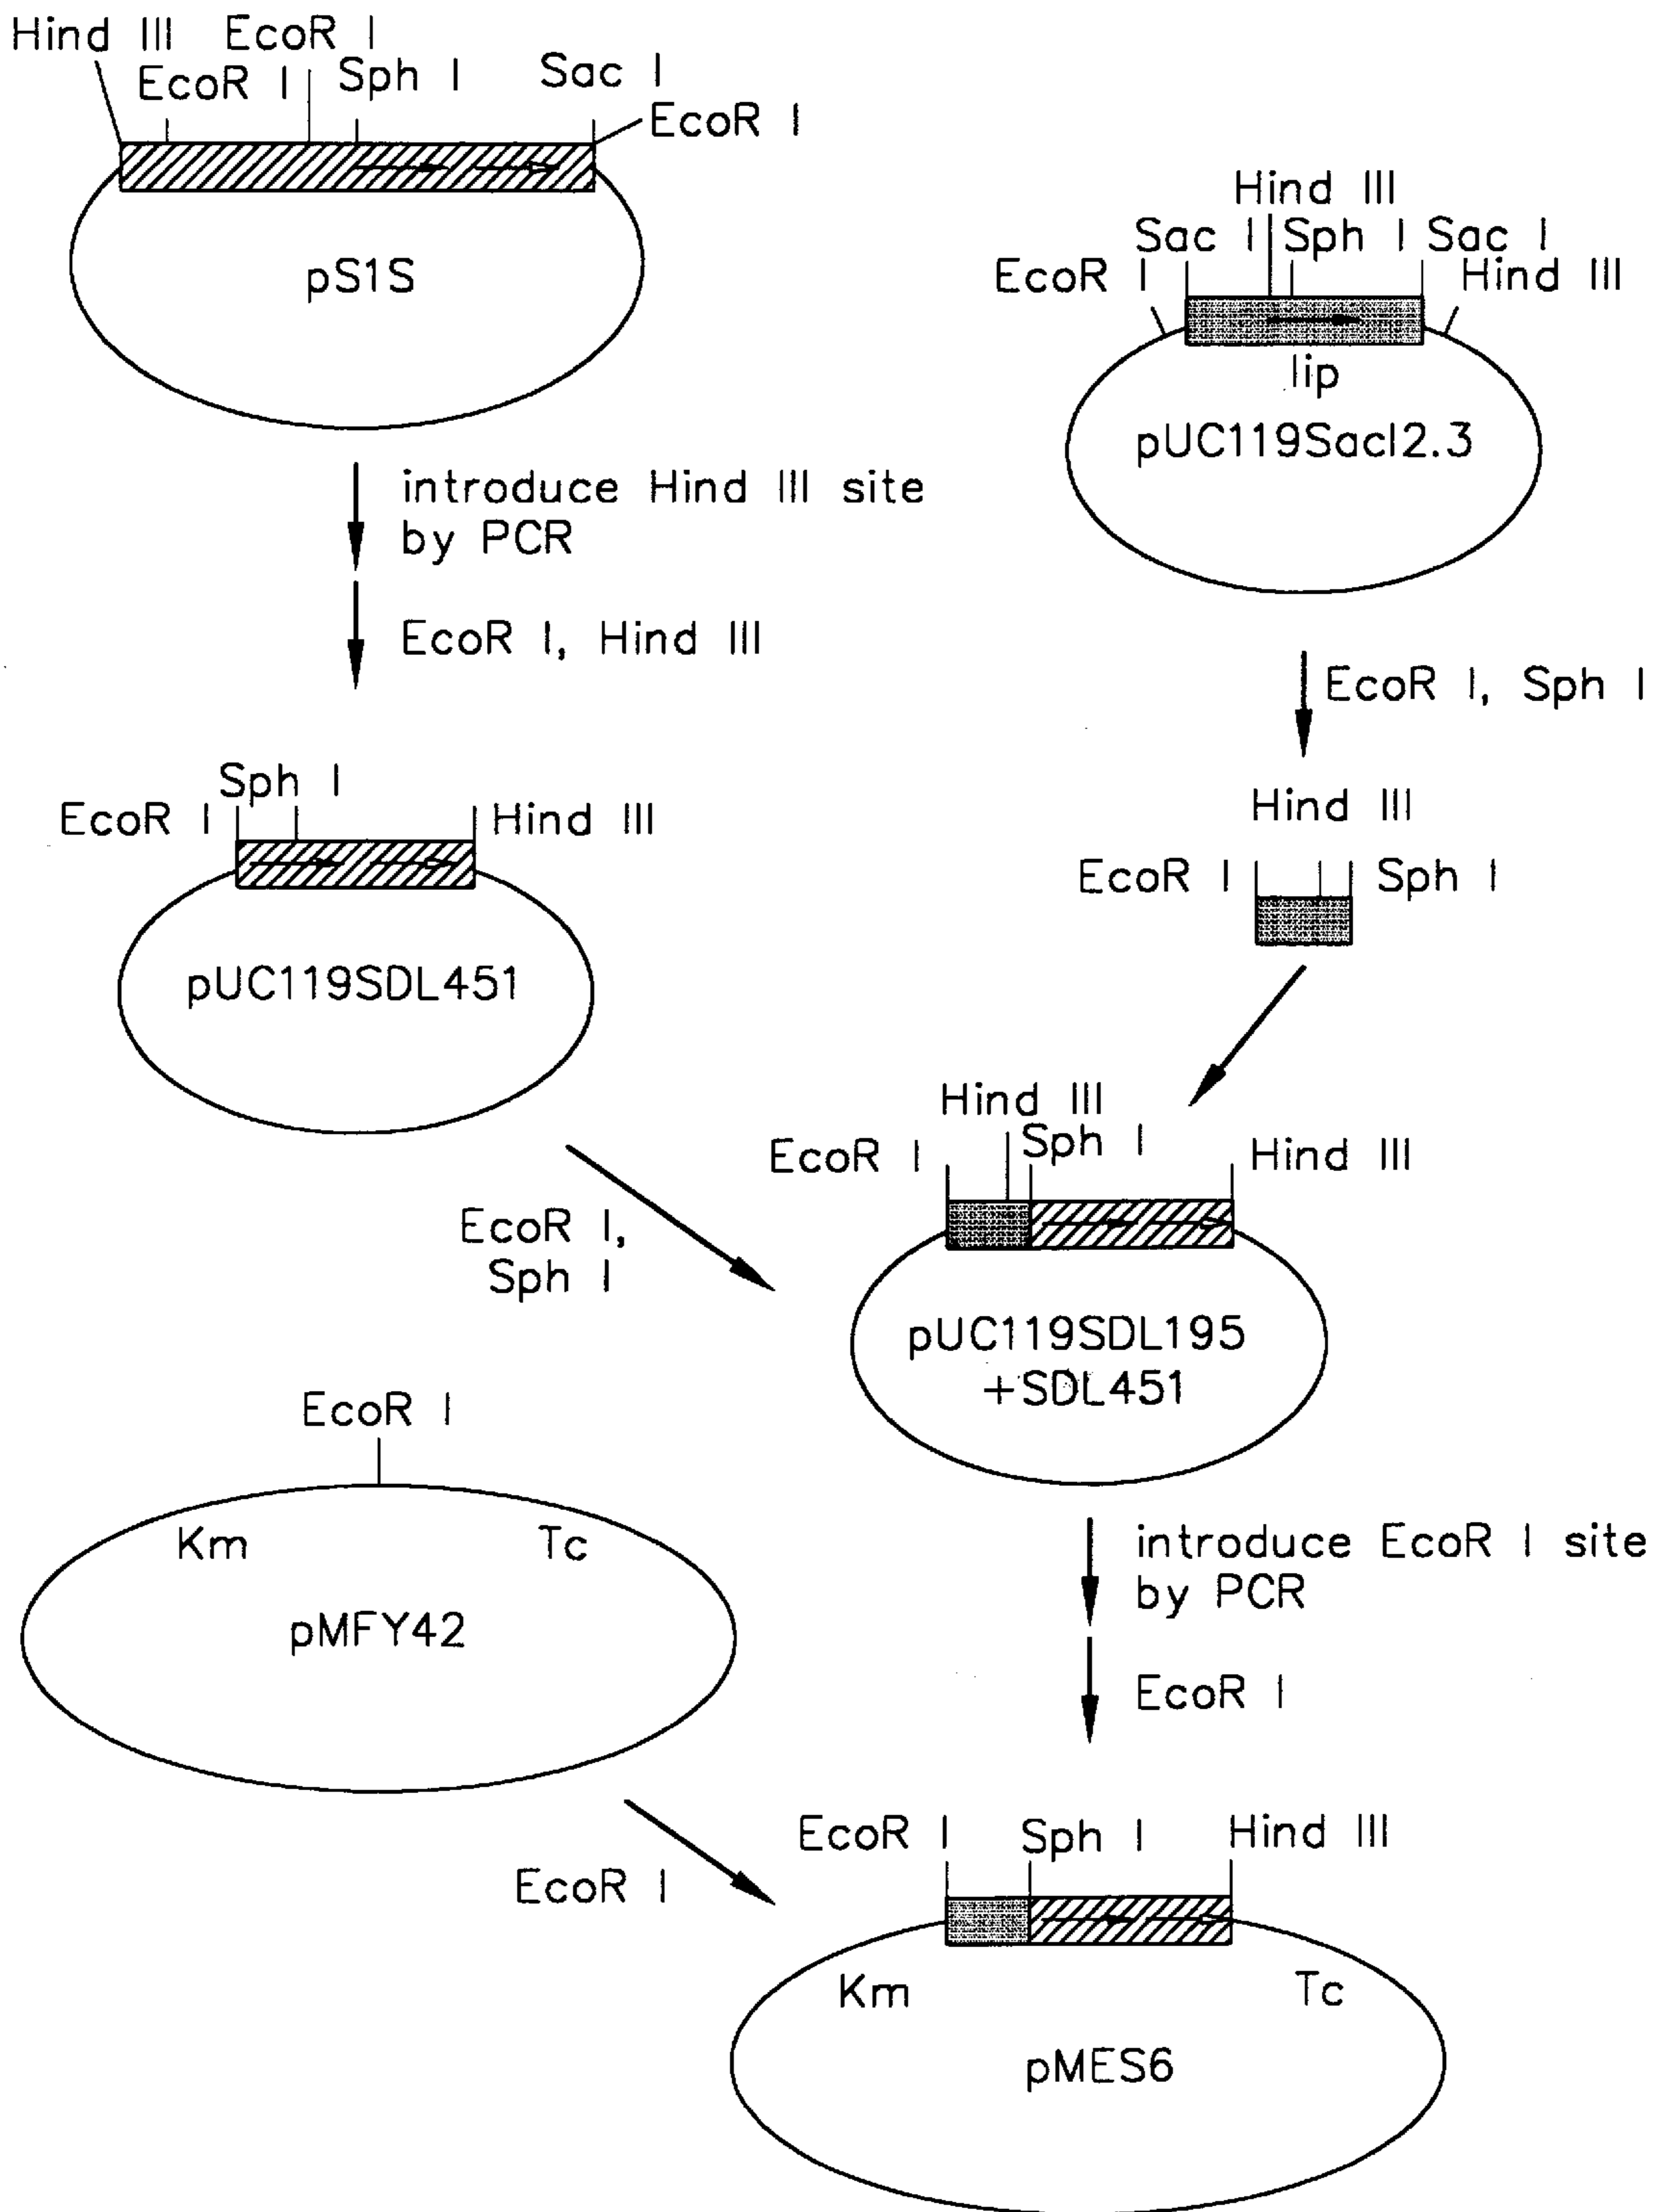 Hind III EcoR I
EcoR I Sph I Sac I
EcoR I
pS1S
Hind III
Sac I Sph I Sac I
EcoR I Hind III
lip
pUC119SacI2.3
introduce Hind III site
by PCR
EcoR I, Hind III
EcoR I, Sph I
Sph I
EcoR I Hind III
pUC119SDL451
Hind III
EcoR I Sph I
EcoR I,
Sph I
Hind III
Sph I
EcoR I Hind III
pUC119SDL195
+SDL451
EcoR I
Km Tc
pMFY42
introduce EcoR I site
by PCR
EcoR I
EcoR I
EcoR I Sph I Hind III
Km Tc
pMES6